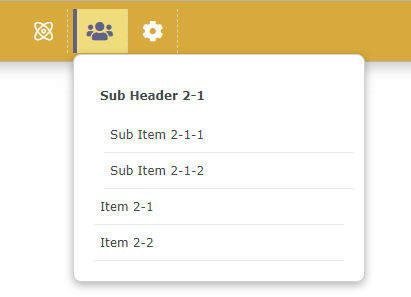 Sub Header 2-1
Sub Item 2-1-1
Sub Item 2-1-2
Item 2-1
Item 2-2